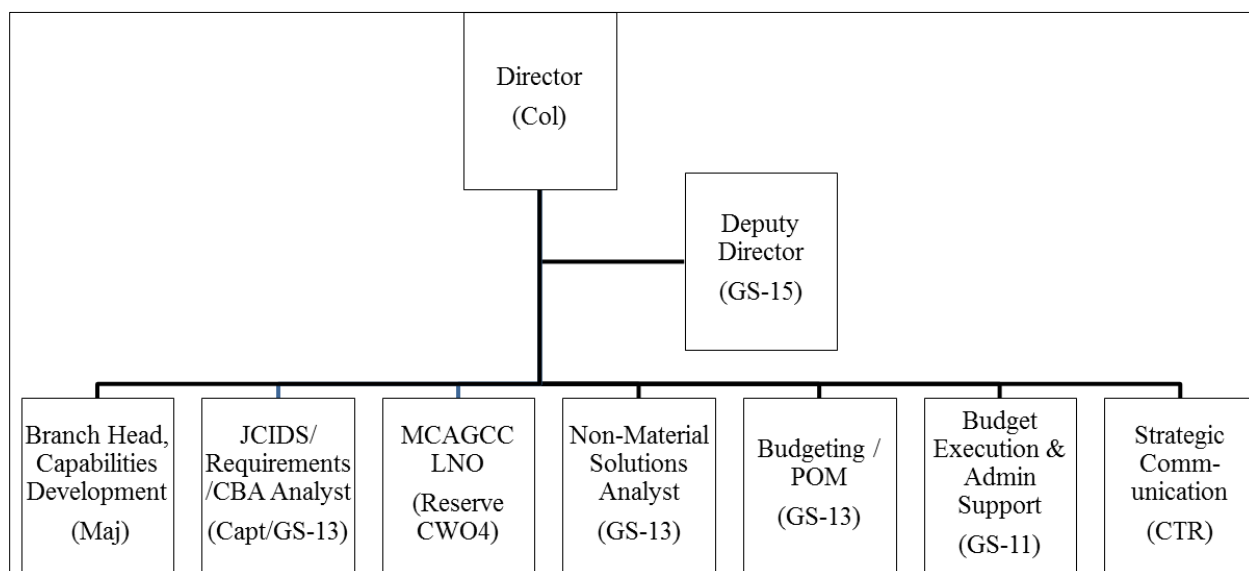 Director
(Col)
Deputy
Director
(GS-15)
Branch Head,
Capabilities
Development
(Maj)
JCIDS/
Requirements
/CBA Analyst
(Capt/GS-13)
MCAGCC
LNO
(Reserve
CWO4)
Non-Material
Solutions
Analyst
(GS-13)
Budgeting /
POM
(GS-13)
Budget
Execution &
Admin
Support
(GS-11)
Strategic
Comm-
unication
(CTR)